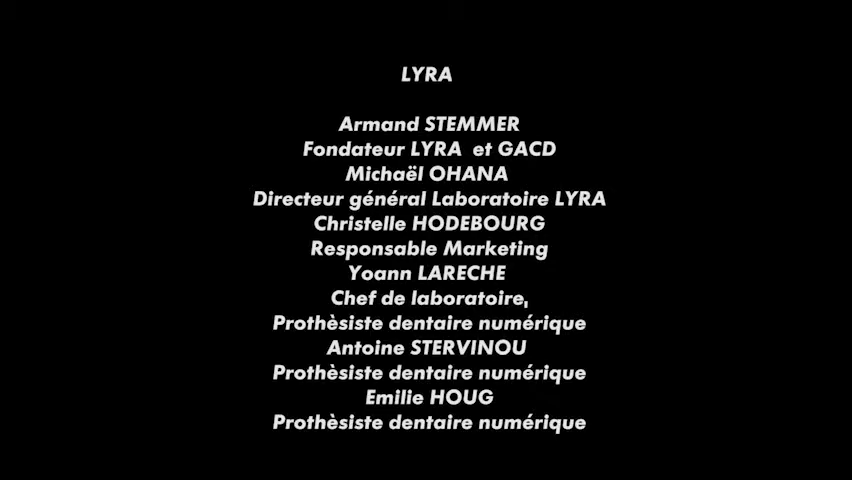 LYRA
Armand STEMMER
Fondateur LYRA et GACD
Michaël OHANA
Directeur général Laboratoire LYRA
Christelle HODEBOURG
Responsable Marketing
Yoann LARECHE
Chef de laboratoire,
Prothèsiste dentaire numérique
Antoine STERVINOU
Prothèsiste dentaire numérique
Emilie HOUG
Prothèsiste dentaire numérique